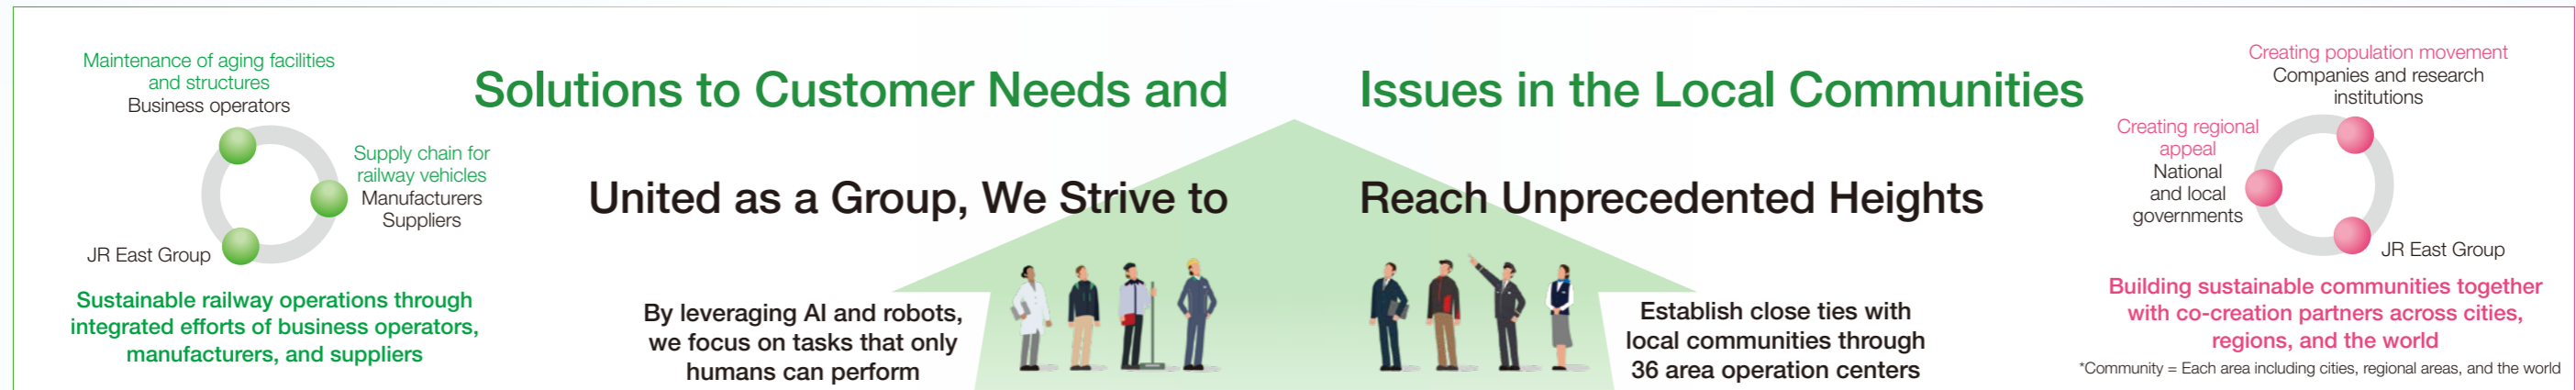 Maintenance of aging facilities
and structures
Business operators
Supply chain for
railway vehicles
Manufacturers
Suppliers
JR East Group
Sustainable railway operations through
integrated efforts of business operators,
manufacturers, and suppliers
Solutions to Customer Needs and Issues in the Local Communities
United as a Group, We Strive to Reach Unprecedented Heights
By leveraging AI and robots,
we focus on tasks that only
humans can perform
Establish close ties with
local communities through
36 area operation centers
Creating population movement
Companies and research
institutions
Creating regional
appeal
National
and local
governments
JR East Group
Building sustainable communities together
with co-creation partners across cities,
regions, and the world
*Community = Each area including cities, regional areas, and the world